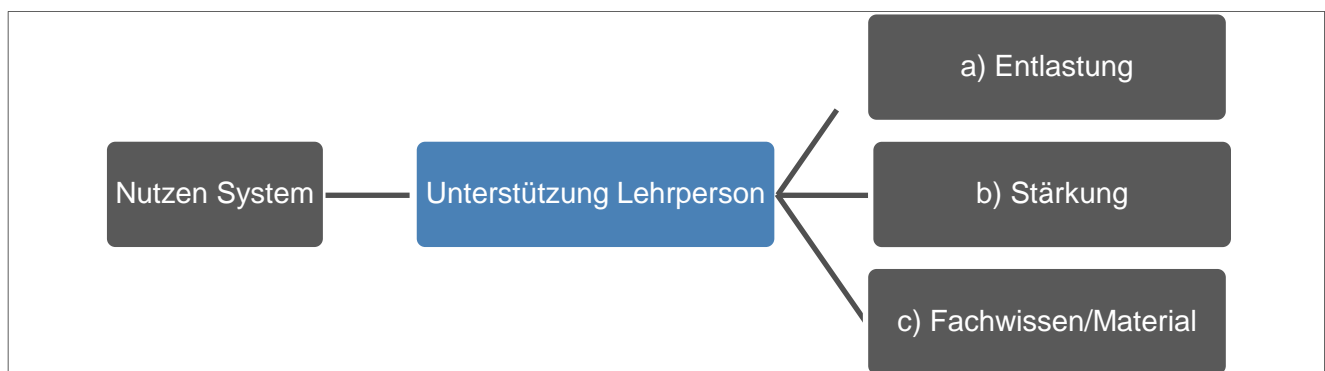 Nutzen System
Unterstützung Lehrperson
a) Entlastung
b) Stärkung
c) Fachwissen/Material